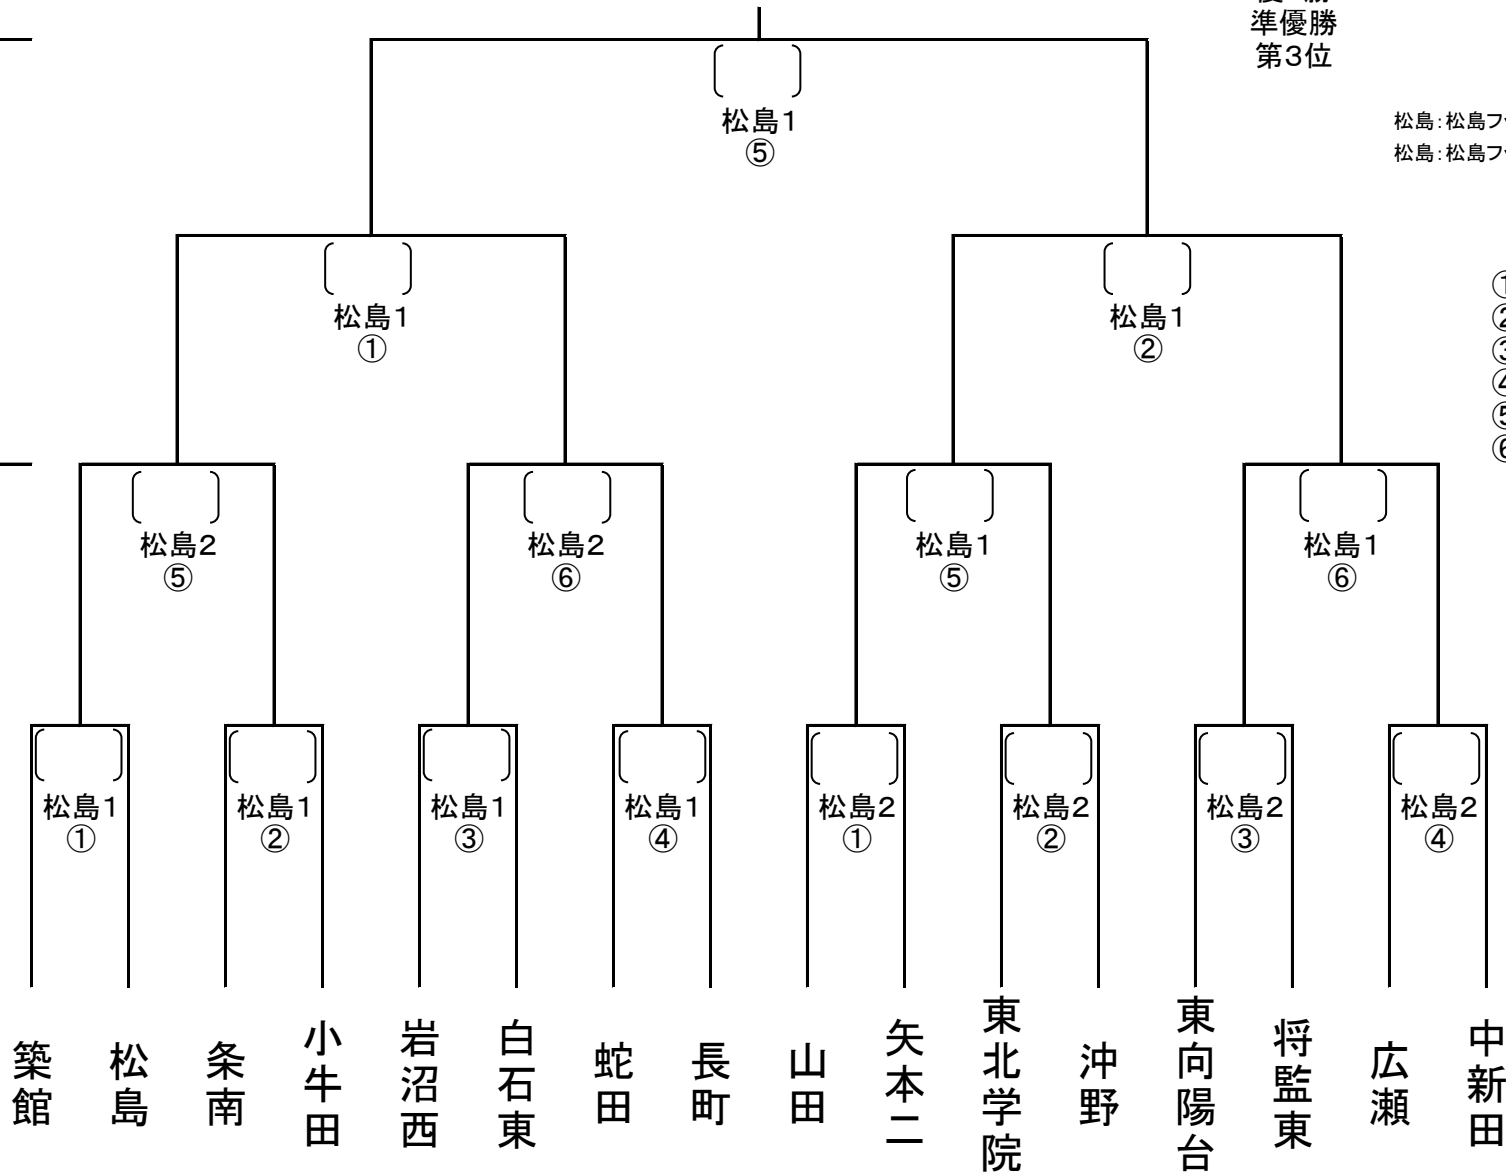 準優勝
第3位
松島1
⑤
松島:松島フ
松島:松島フ
松島1
①
松島1
②
①
②
③
④
⑤
⑥
松島2
⑤
松島2
⑥
松島1
⑤
松島1
⑥
松島1
①
松島1
②
松島1
③
松島1
④
松島2
①
松島2
②
松島2
③
松島2
④
築館
松島
条南
小牛田
岩沼西
白石東
蛇田
長町
山田
矢本二
東北学院
沖野
東向陽台
将監東
広瀬
中新田